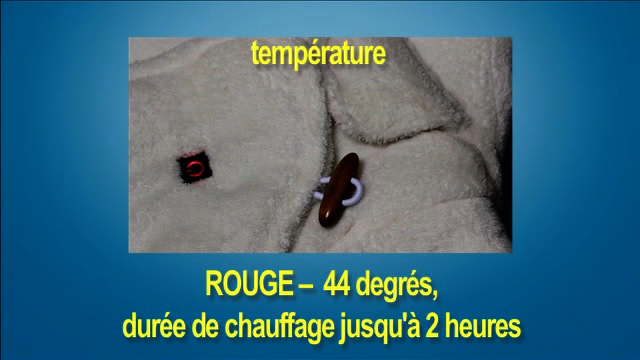 température
ROUGE – 44 degrés,
durée de chauffage jusqu'à 2 heures